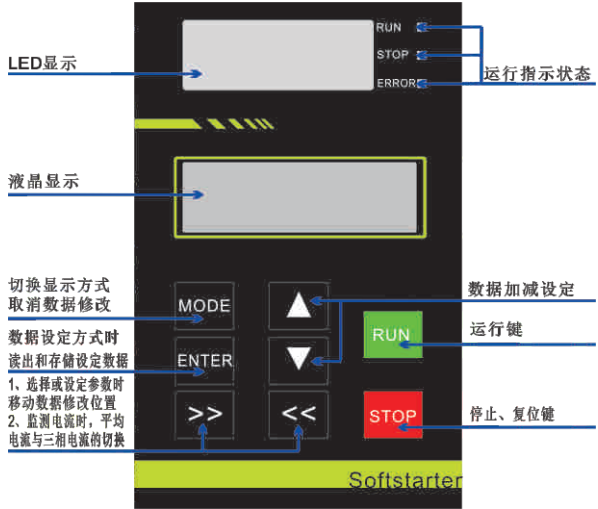 RUN
STOP
LED显示
运行指示状态
ERROR
液晶显示
切换显示方式
取消数据修改
MODE
数据加减设定
数据设定方式时
读出和存储设定数据
ENTER
RUN
运行键
1、选择或设定参数时
移动数据修改位置
2、监测电流时，平均
电流与三相电流的切换
>>
<<
STOP
停止、复位键
Softstarter